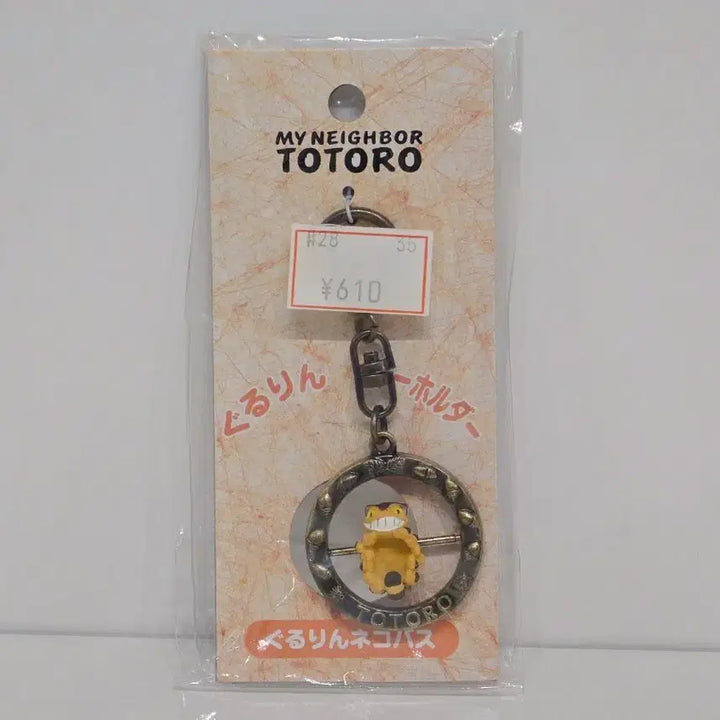 MY NEIGHBOR
TOTORO
#28 35
¥610
ぐるりん ーホルダー
TOTORO
ぐるりんネコバス